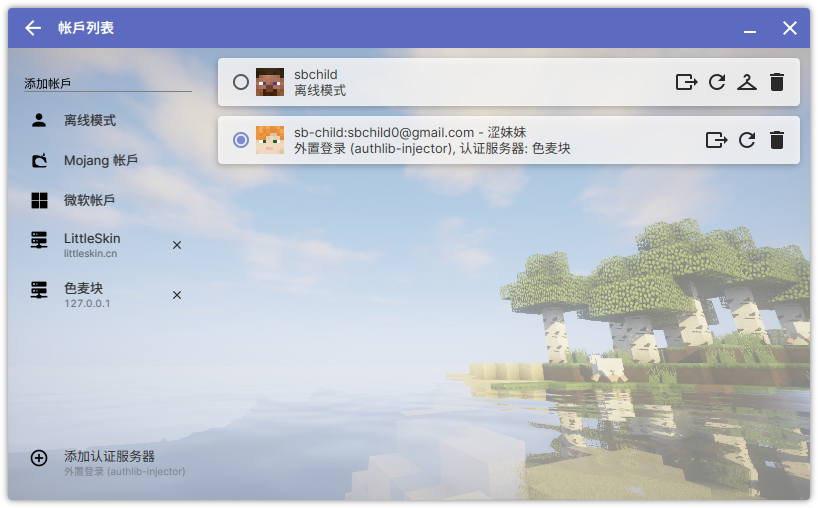 帐戶列表
添加帐戶
离线模式
Mojang 帐戶
微软帐戶
LittleSkin
littleskin.cn
色麦块
127.0.0.1
添加认证服务器
外置登录 (authlib-injector)
sbchild
离线模式
sb-child:sbchild0@gmail.com - 涩妹妹
外置登录 (authlib-injector), 认证服务器: 色麦块